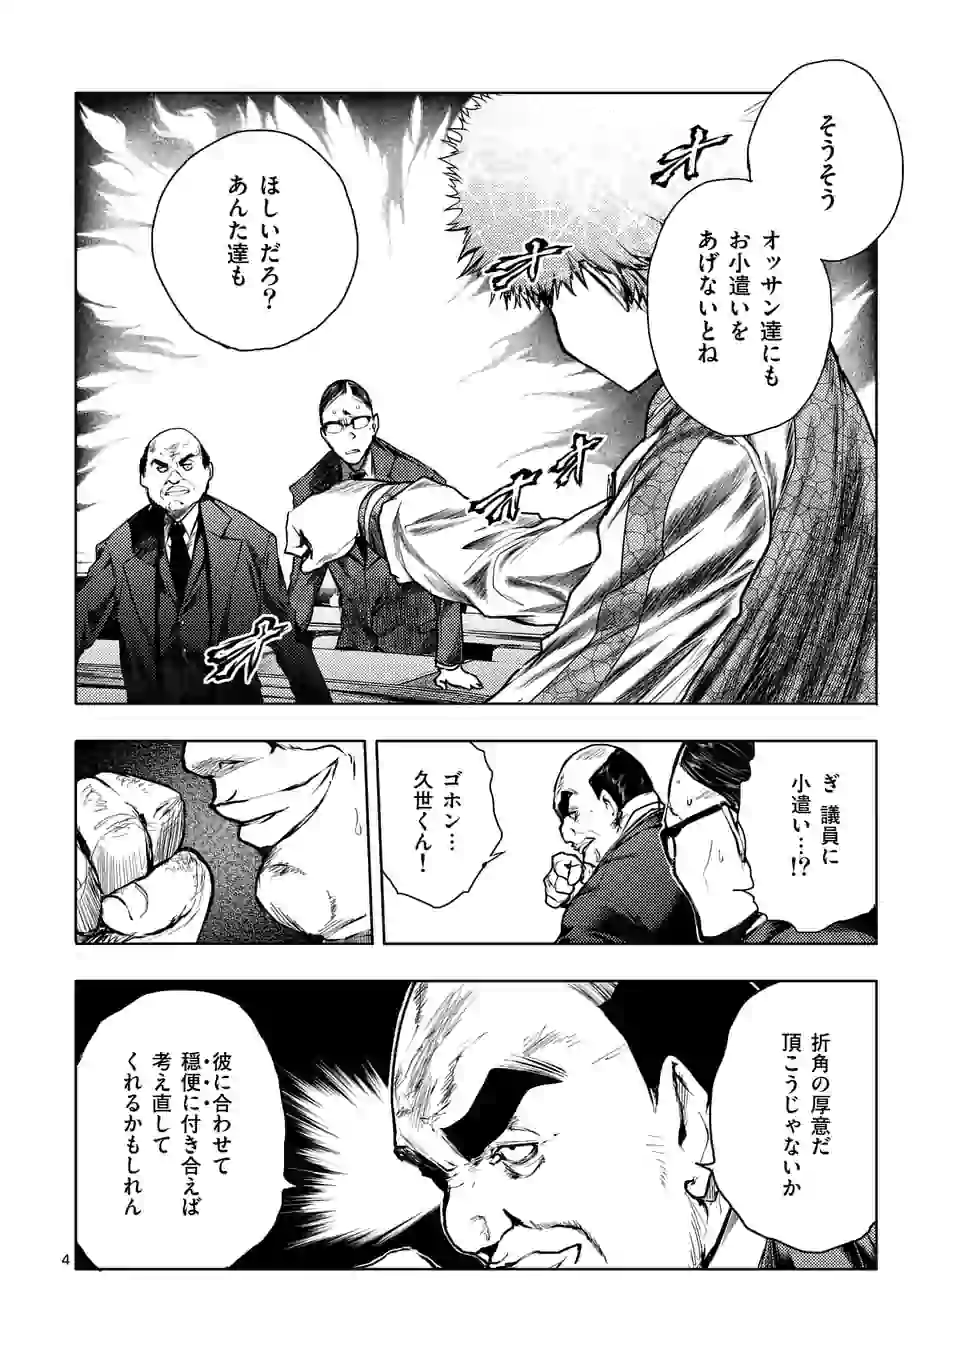 そうそう
オッサン達にも
お小遣いを
あげないとね
ほしいだろ?
あんた達も
オ
オ
オ
オ
オ
ぎ 議員に
小遣い…!?
ゴホン…
久世くん!
折角の厚意だ
頂こうじゃないか
彼に合わせて
穏便に付き合えば
考え直して
くれるかもしれん
4